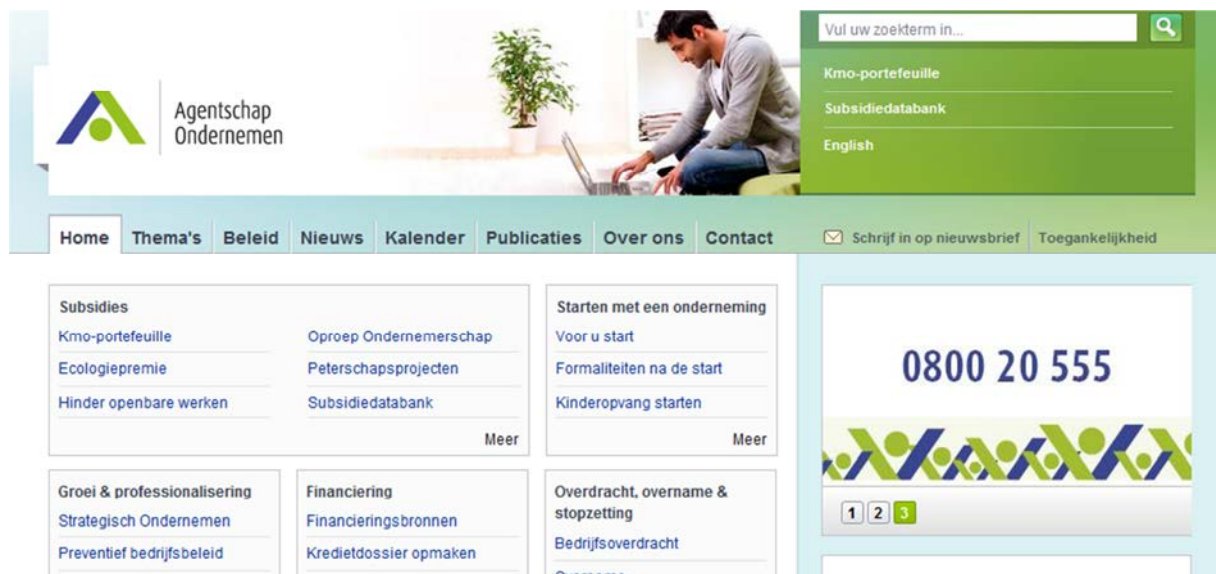 Vul uw zoekterm in...
Kmo-portefeuille
Subsidiedatabank
English
Agentschap
Ondernemen
Home Thema's Beleid Nieuws Kalender Publicaties Over ons Contact
Schrijf in op nieuwsbrief Toegankelijkheid
Subsidies
Kmo-portefeuille
Ecologiepremie
Hinder openbare werken
Oproep Ondernemerschap
Peterschapsprojecten
Subsidiedatabank
Meer
Starten met een onderneming
Voor u start
Formaliteiten na de start
Kinderopvang starten
Meer
0800 20 555
1 2 3
Groei & professionalisering
Strategisch Ondernemen
Preventief bedrijfsbeleid
Financiering
Financieringsbronnen
Kredietdossier opmaken
Overdracht, overname &
stopzetting
Bedrijfsoverdracht